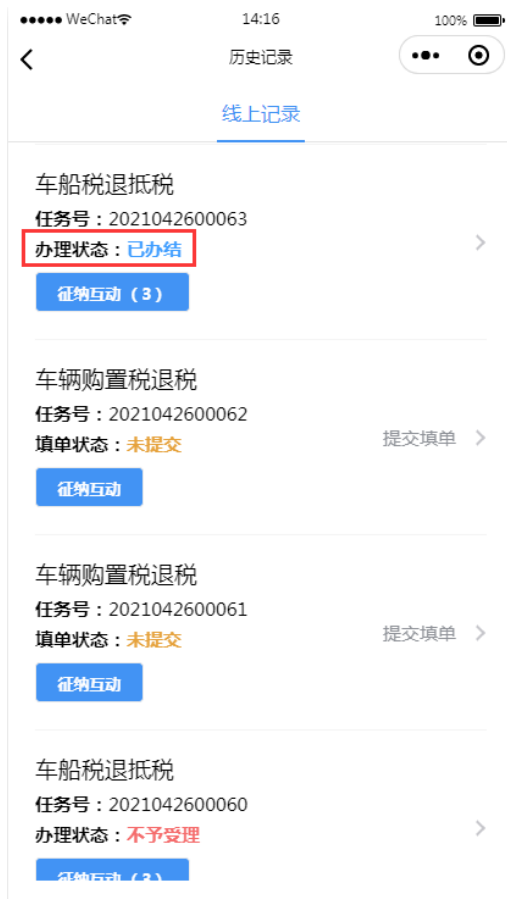 WeChat 14:16 100%
历史记录
线上记录
车船税退抵税
任务号：2021042600063
办理状态：已办结
征纳互动（3）
车辆购置税退税
任务号：2021042600062
填单状态：未提交
提交填单
征纳互动
车辆购置税退税
任务号：2021042600061
填单状态：未提交
提交填单
征纳互动
车船税退抵税
任务号：2021042600060
办理状态：不予受理
征纳互动（3）